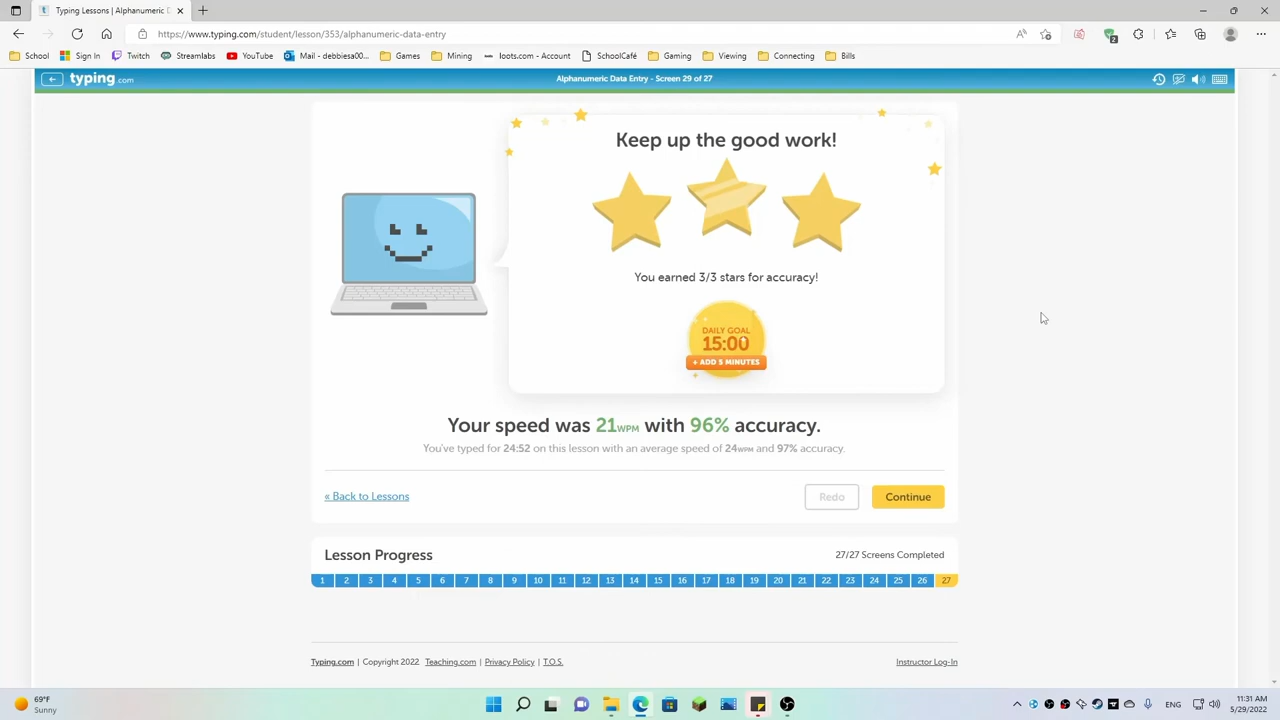 Typing Lessons | Alphanumeric D
https://www.typing.com/student/lesson/353/alphanumeric-data-entry
School Sign In Twitch Streamlabs YouTube Mail - debbiesa00... Games Mining loots.com - Account SchoolCafé Gaming Viewing Connecting Bills
typing.com Alphanumeric Data Entry - Screen 29 of 27
Keep up the good work!
You earned 3/3 stars for accuracy!
DAILY GOAL
15:00
+ ADD 5 MINUTES
Your speed was 21WPM with 96% accuracy.
You've typed for 24:52 on this lesson with an average speed of 24WPM and 97% accuracy.
« Back to Lessons Redo Continue
Lesson Progress 27/27 Screens Completed
1 2 3 4 5 6 7 8 9 10 11 12 13 14 15 16 17 18 19 20 21 22 23 24 25 26 27
Typing.com | Copyright 2022 Teaching.com | Privacy Policy | T.O.S. Instructor Log-In
69°F
Sunny
ENG
11:31 AM
5/29/2022